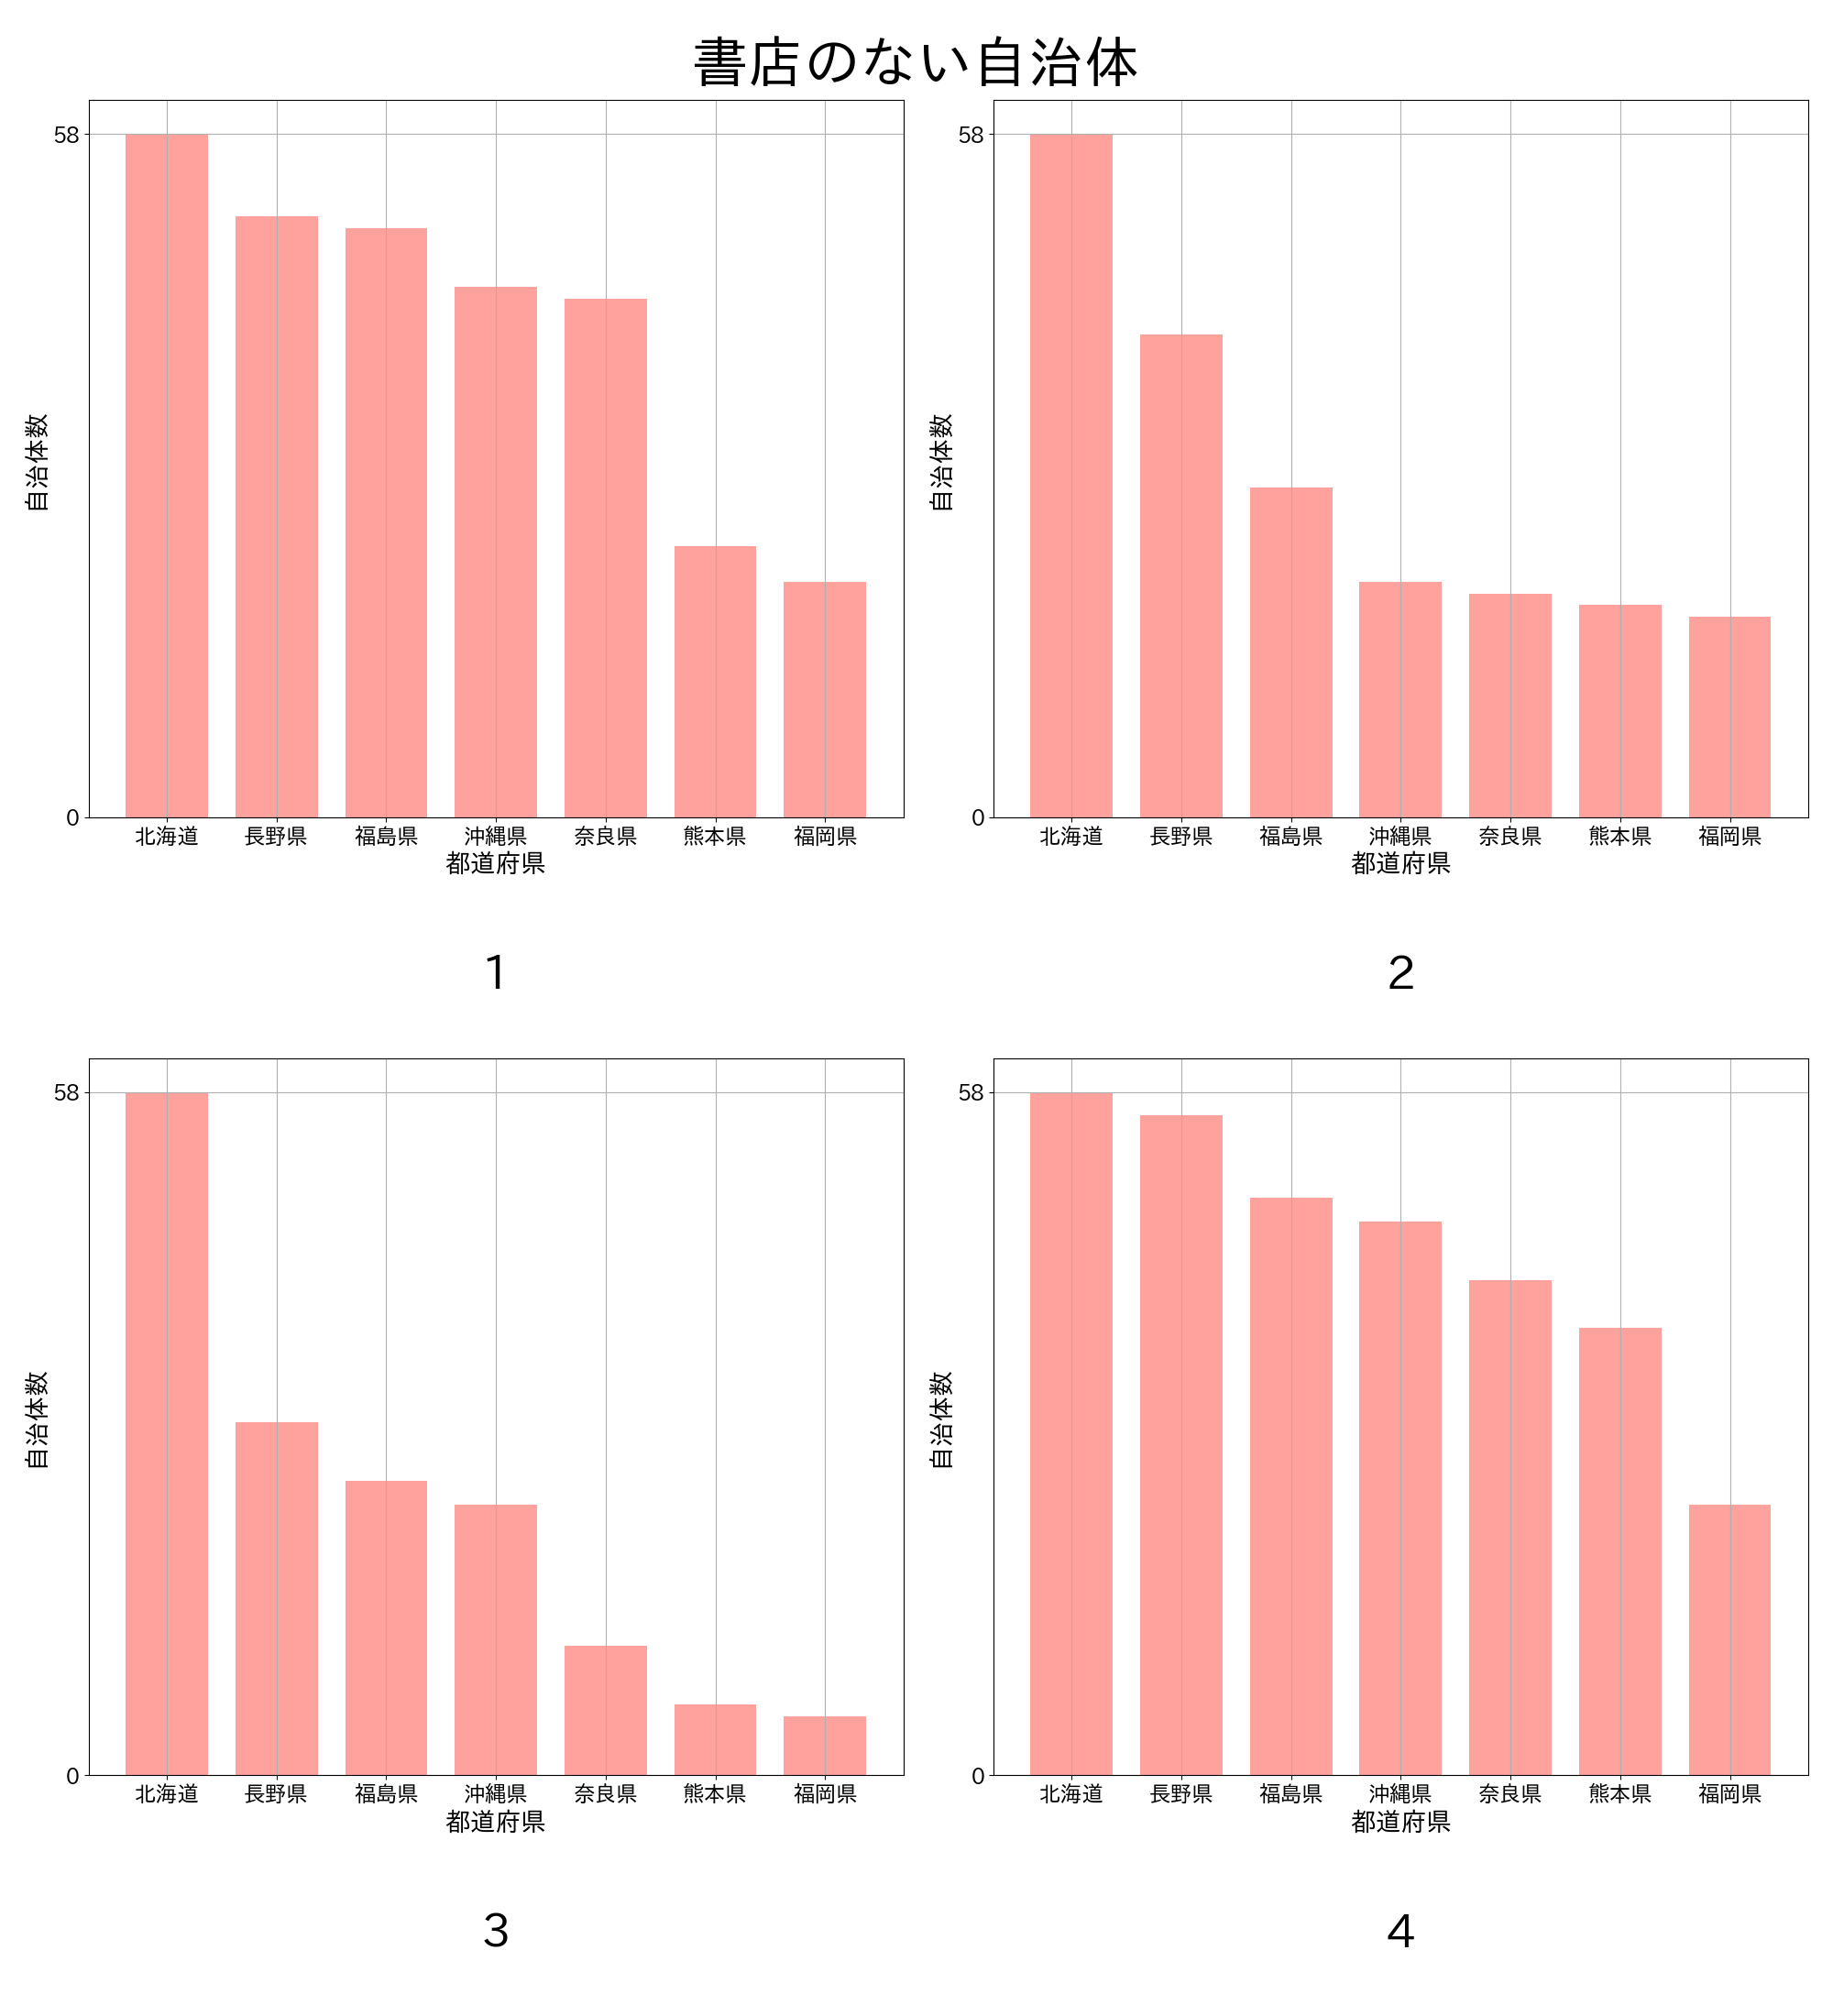 書店のない自治体
58
0
自治体数
北海道 長野県 福島県 沖縄県 奈良県 熊本県 福岡県
都道府県
1
58
0
自治体数
北海道 長野県 福島県 沖縄県 奈良県 熊本県 福岡県
都道府県
2
58
0
自治体数
北海道 長野県 福島県 沖縄県 奈良県 熊本県 福岡県
都道府県
3
58
0
自治体数
北海道 長野県 福島県 沖縄県 奈良県 熊本県 福岡県
都道府県
4